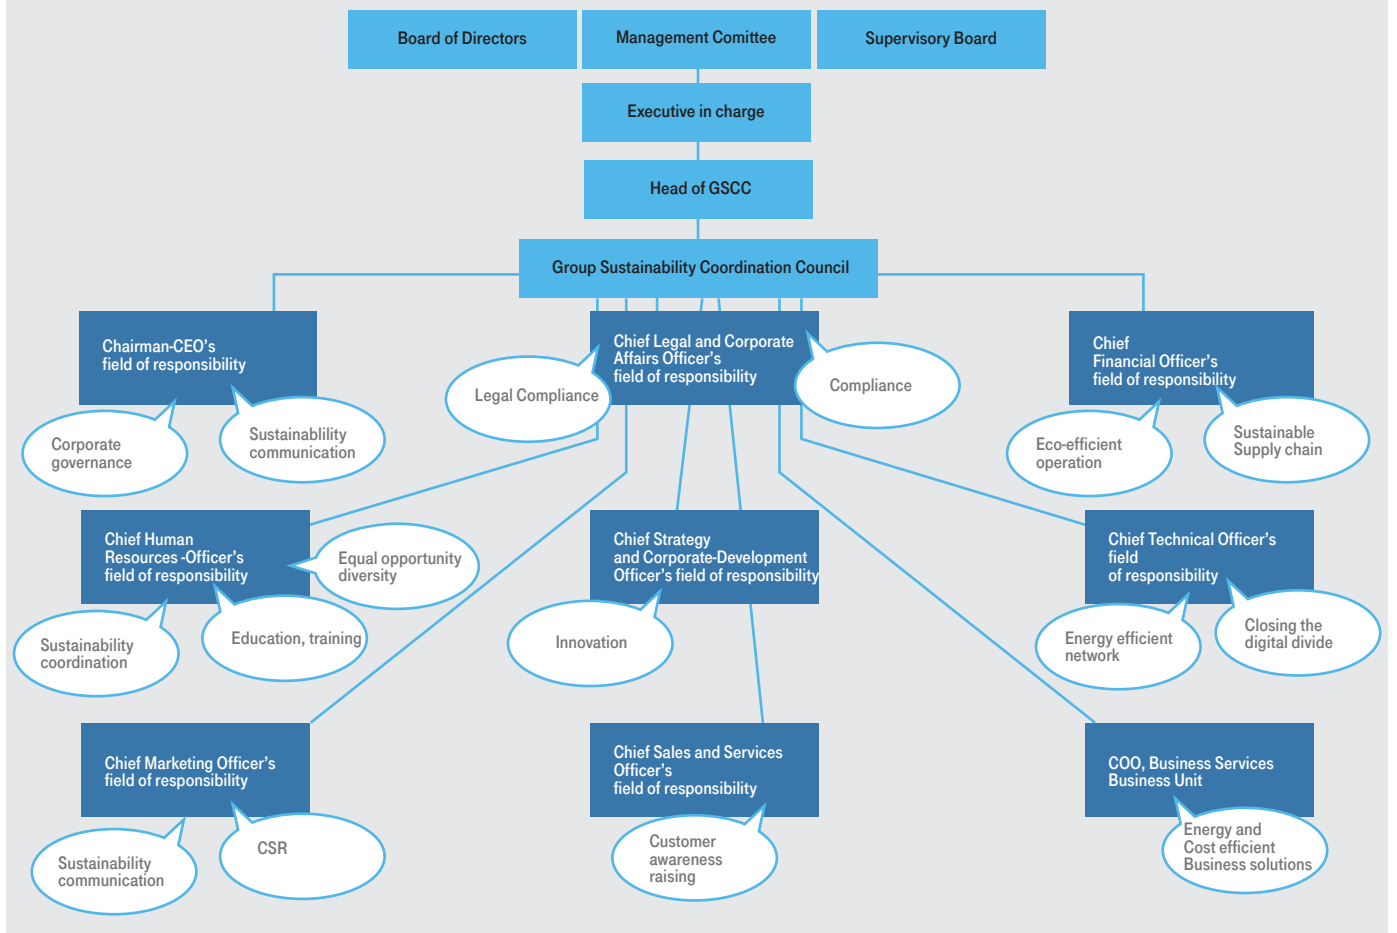 Board of Directors
Management Comittee
Supervisory Board
Executive in charge
Head of GSCC
Group Sustainability Coordination Council
Chairman-CEO's
field of responsibility
Corporate
governance
Sustainablility
communication
Chief Legal and Corporate
Affairs Officer's
field of responsibility
Legal Compliance
Compliance
Chief
Financial Officer's
field of responsibility
Eco-efficient
operation
Sustainable
Supply chain
Chief Human
Resources -Officer's
field of responsibility
Equal opportunity
diversity
Sustainability
coordination
Education, training
Chief Strategy
and Corporate-Development
Officer's field of responsibility
Innovation
Chief Technical Officer's
field
of responsibility
Energy efficient
network
Closing the
digital divide
Chief Marketing Officer's
field of responsibility
Sustainability
communication
CSR
Chief Sales and Services
Officer's
field of responsibility
Customer
awareness
raising
COO, Business Services
Business Unit
Energy and
Cost efficient
Business solutions